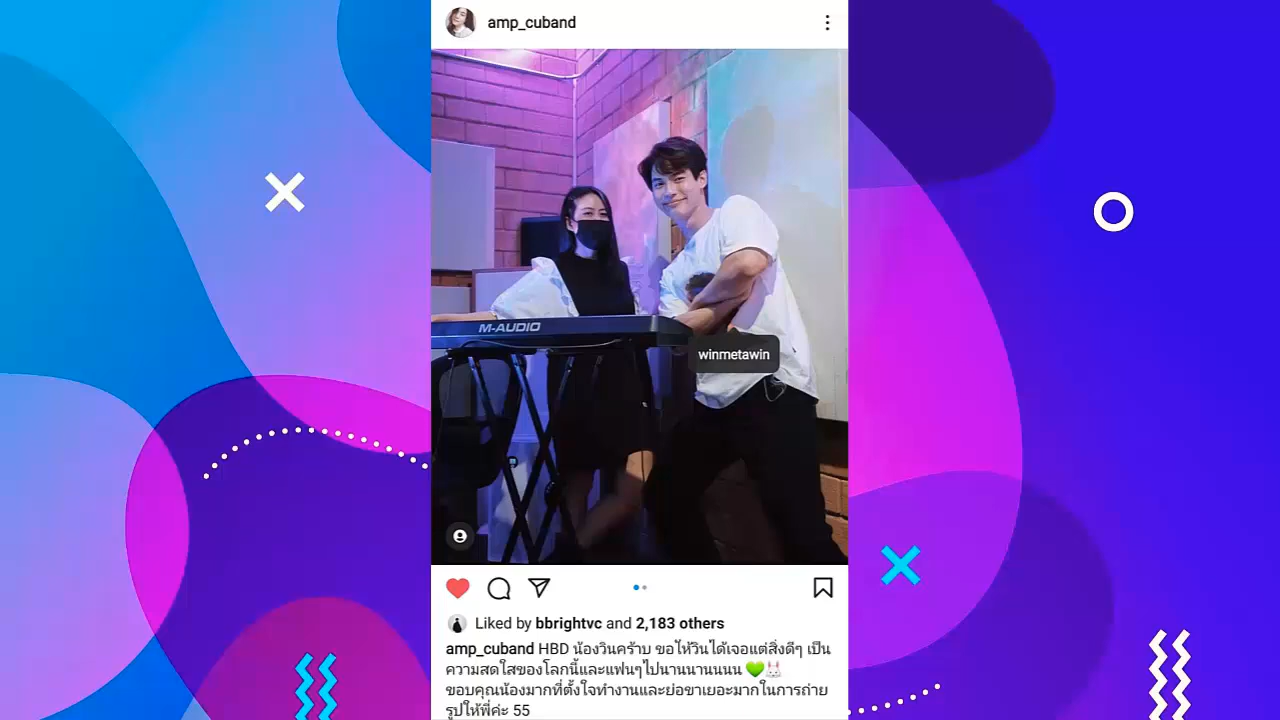 amp_cuband
M-AUDIO
winmetawin
Liked by bbrightvc and 2,183 others
amp_cuband HBD น้องวินคร้าบ ขอให้วินได้เจอแต่สิ่งดีๆ เป็น
ความสดใสของโลกนี้และแฟนๆไปนานนานนนน 💚🐰
ขอบคุณน้องมากที่ตั้งใจทำงานและย่อขาเยอะมากในการถ่าย
รูปให้พี่ค่ะ 55